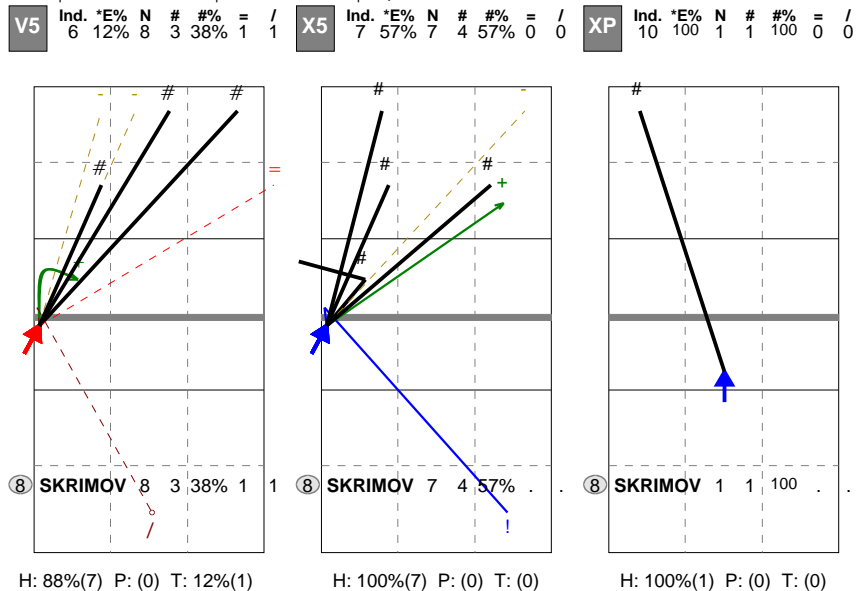 V5 Ind. *E% N # #% = /
6 12% 8 3 38% 1 1
X5 Ind. *E% N # #% = /
7 57% 7 4 57% 0 0
XP Ind. *E% N # #% = /
10 100 1 1 100 0 0
- - # #
# =
+
/
8 SKRIMOV 8 3 38% 1 1
# -
# # +
#
!
8 SKRIMOV 7 4 57% . .
#
8 SKRIMOV 1 1 100 . .
H: 88%(7) P: (0) T: 12%(1)
H: 100%(7) P: (0) T: (0)
H: 100%(1) P: (0) T: (0)